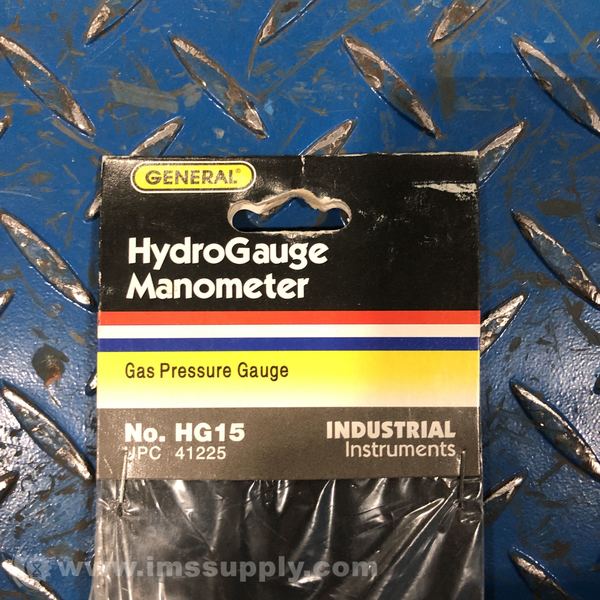 GENERAL®
HydroGauge
Manometer
Gas Pressure Gauge
No. HG15
INDUSTRIAL
UPC 41225
Instruments
www.imssupply.com